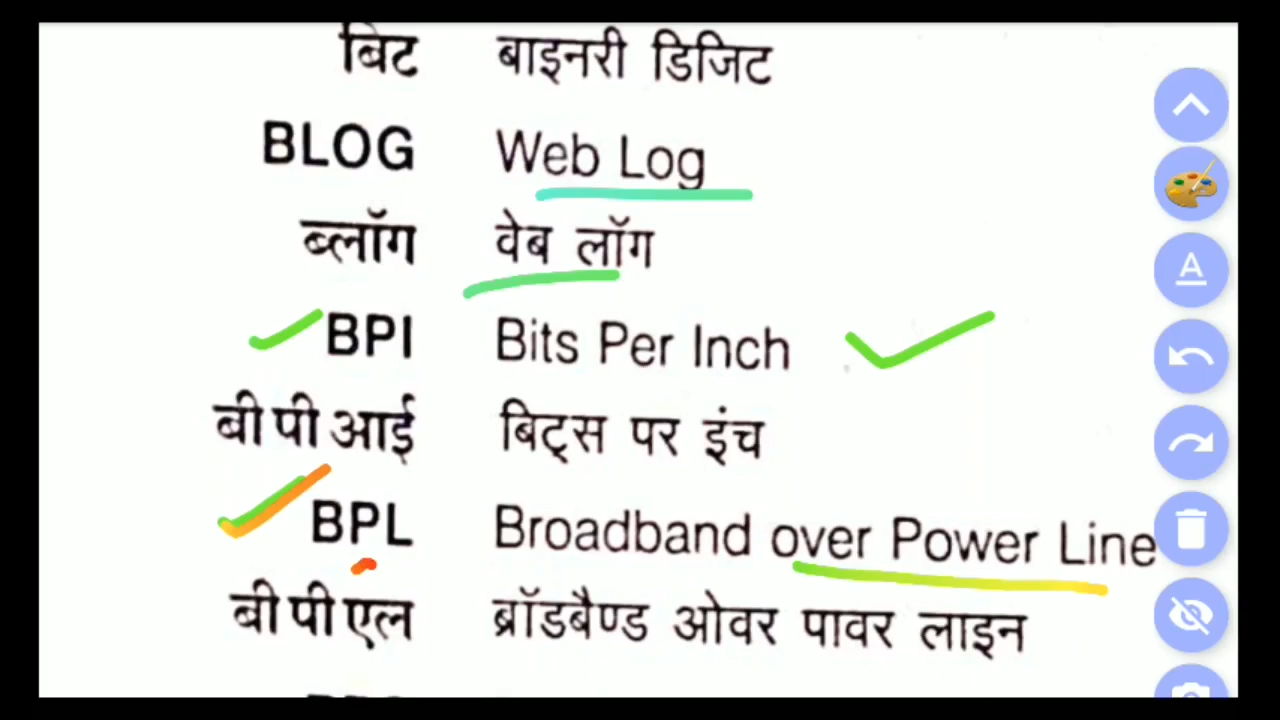 बिट बाइनरी डिजिट
BLOG Web Log
ब्लॉग वेब लॉग
BPI Bits Per Inch
बी पी आई बिट्स पर इंच
BPL Broadband over Power Line
बी पी एल ब्रॉडबैण्ड ओवर पावर लाइन